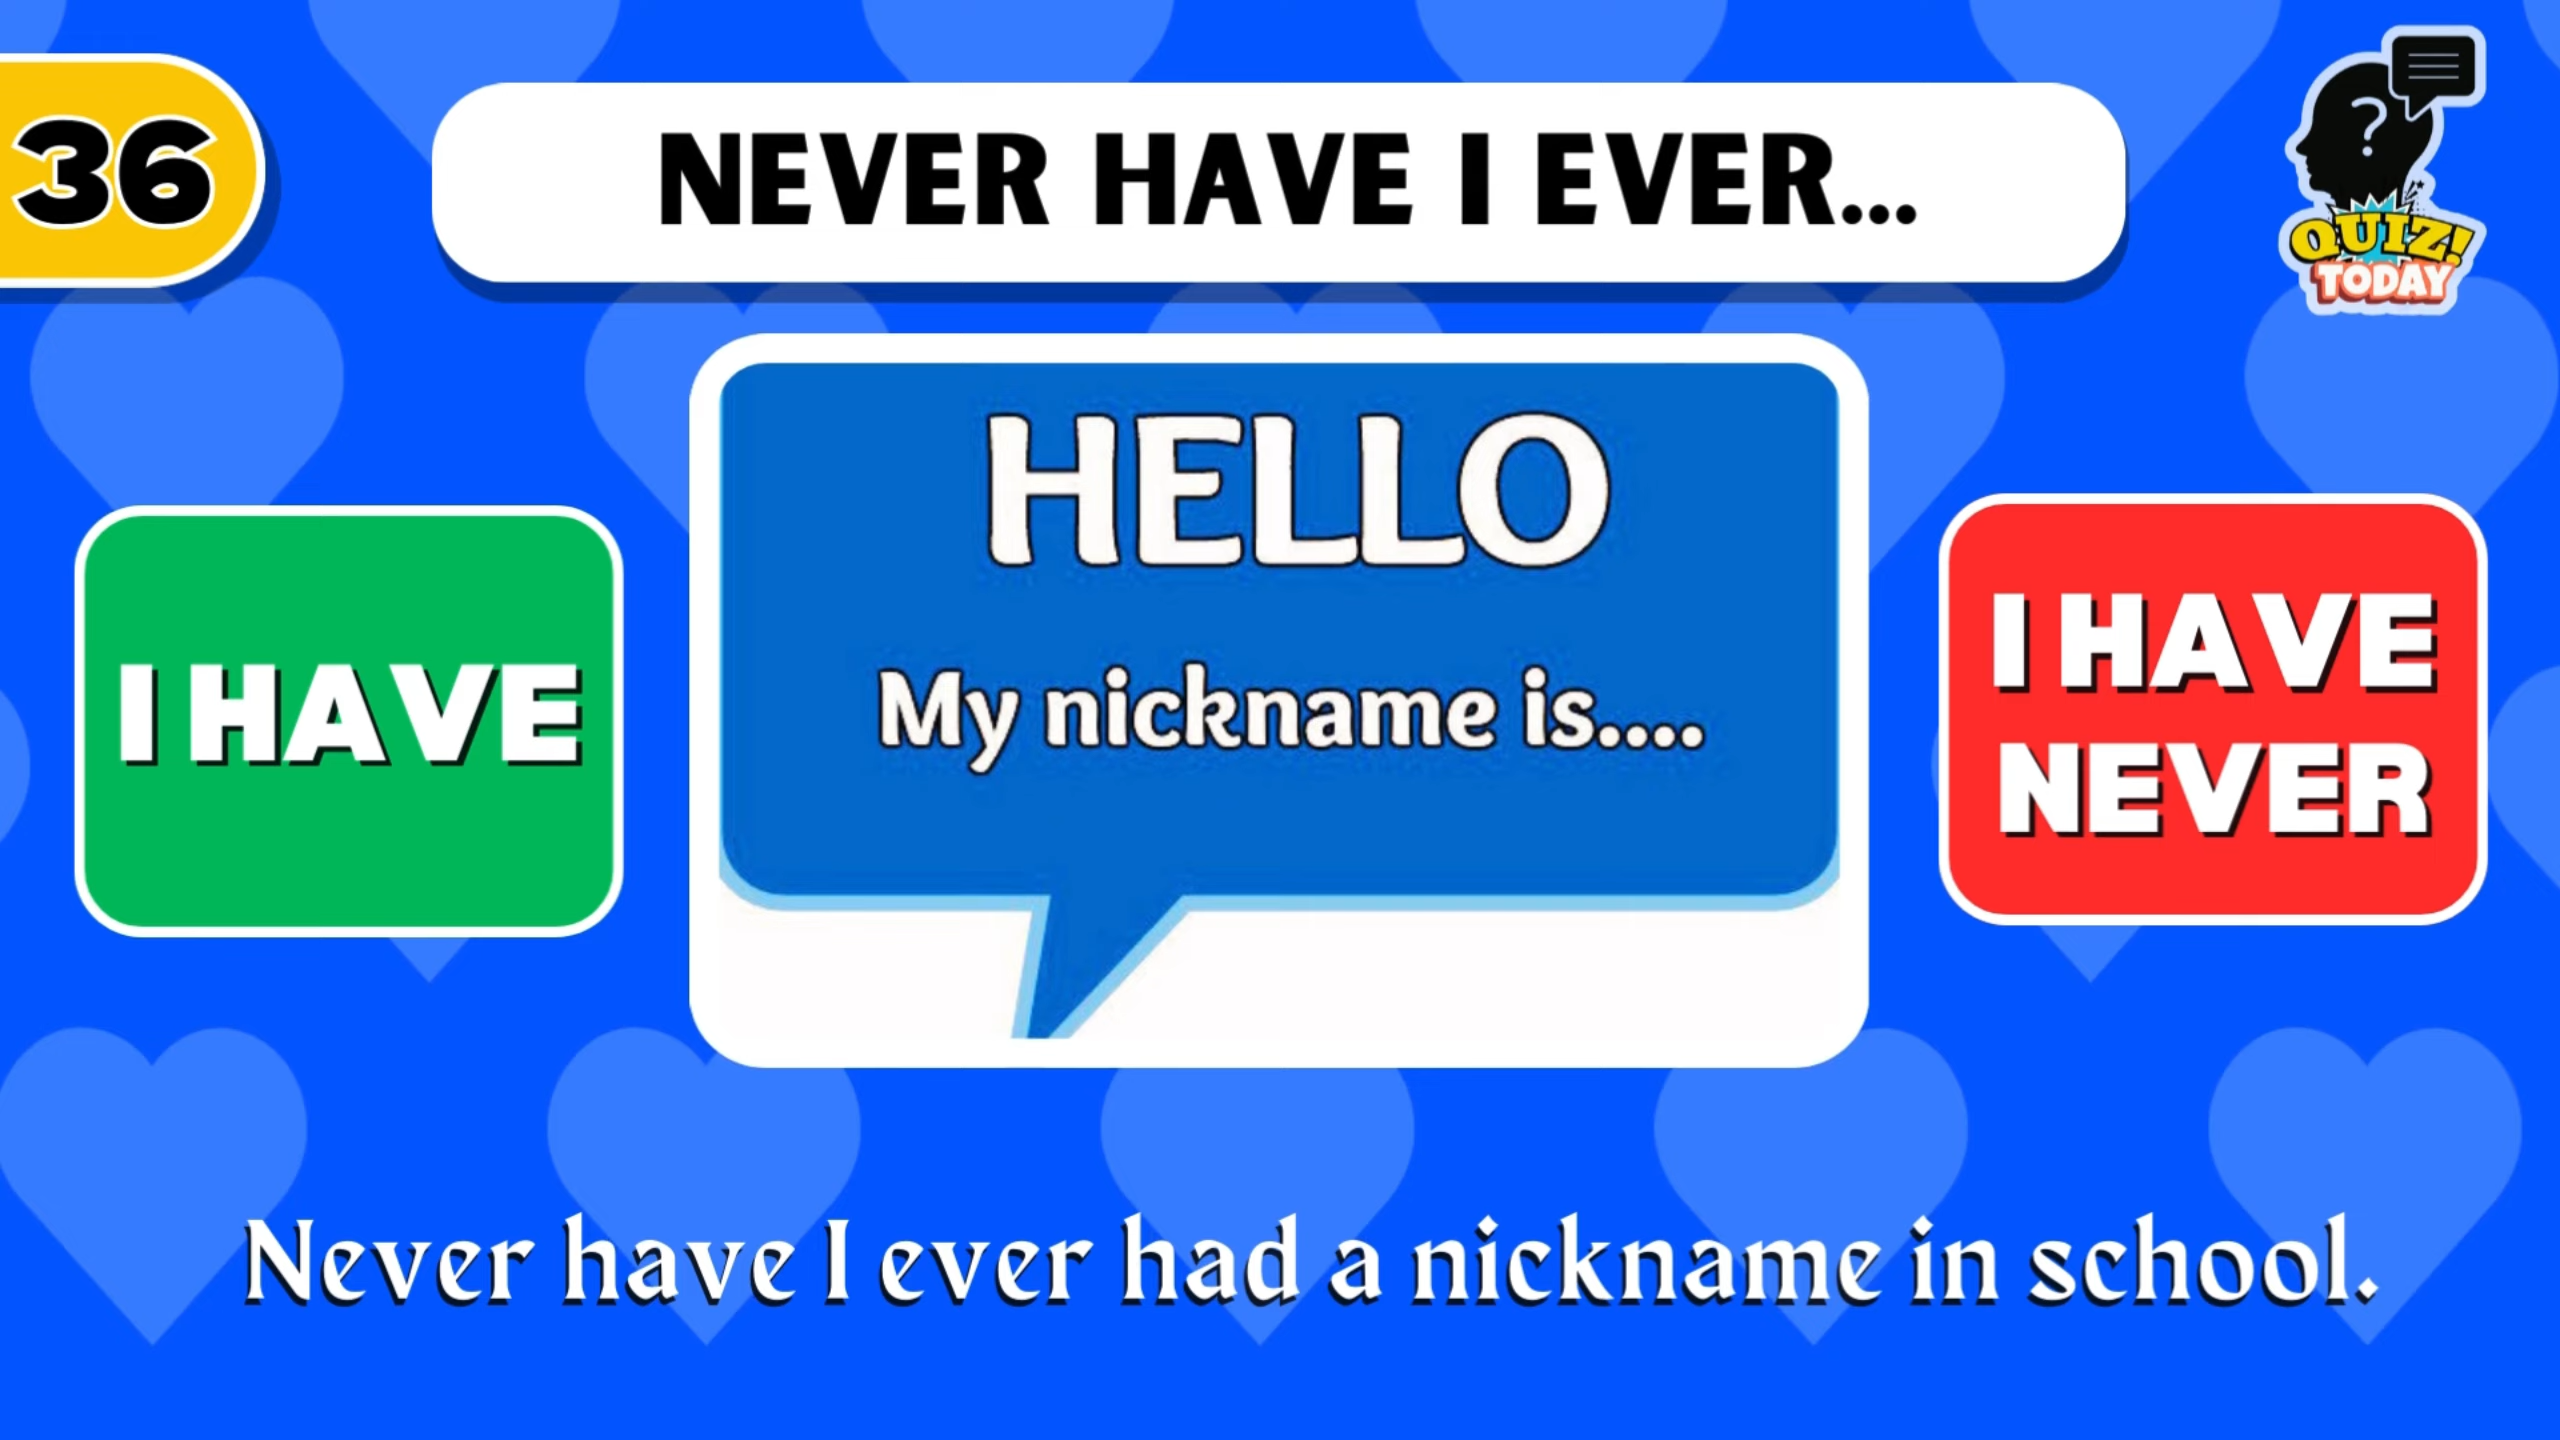 36
NEVER HAVE I EVER...
?
QUIZ!
TODAY
HELLO
My nickname is....
I HAVE
I HAVE
NEVER
Never have I ever had a nickname in school.